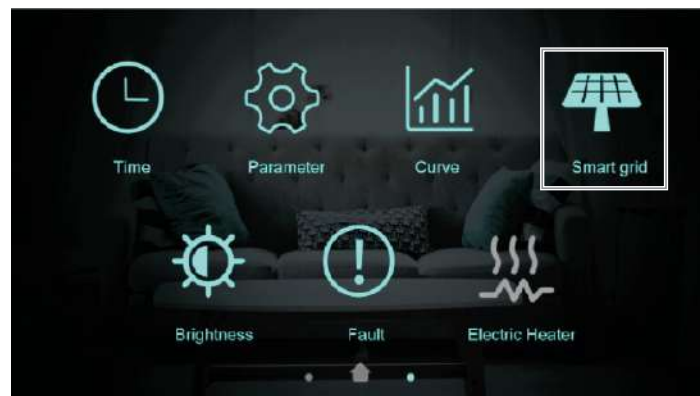 Time
Parameter
Curve
Smart grid
Brightness
Fault
Electric Heater